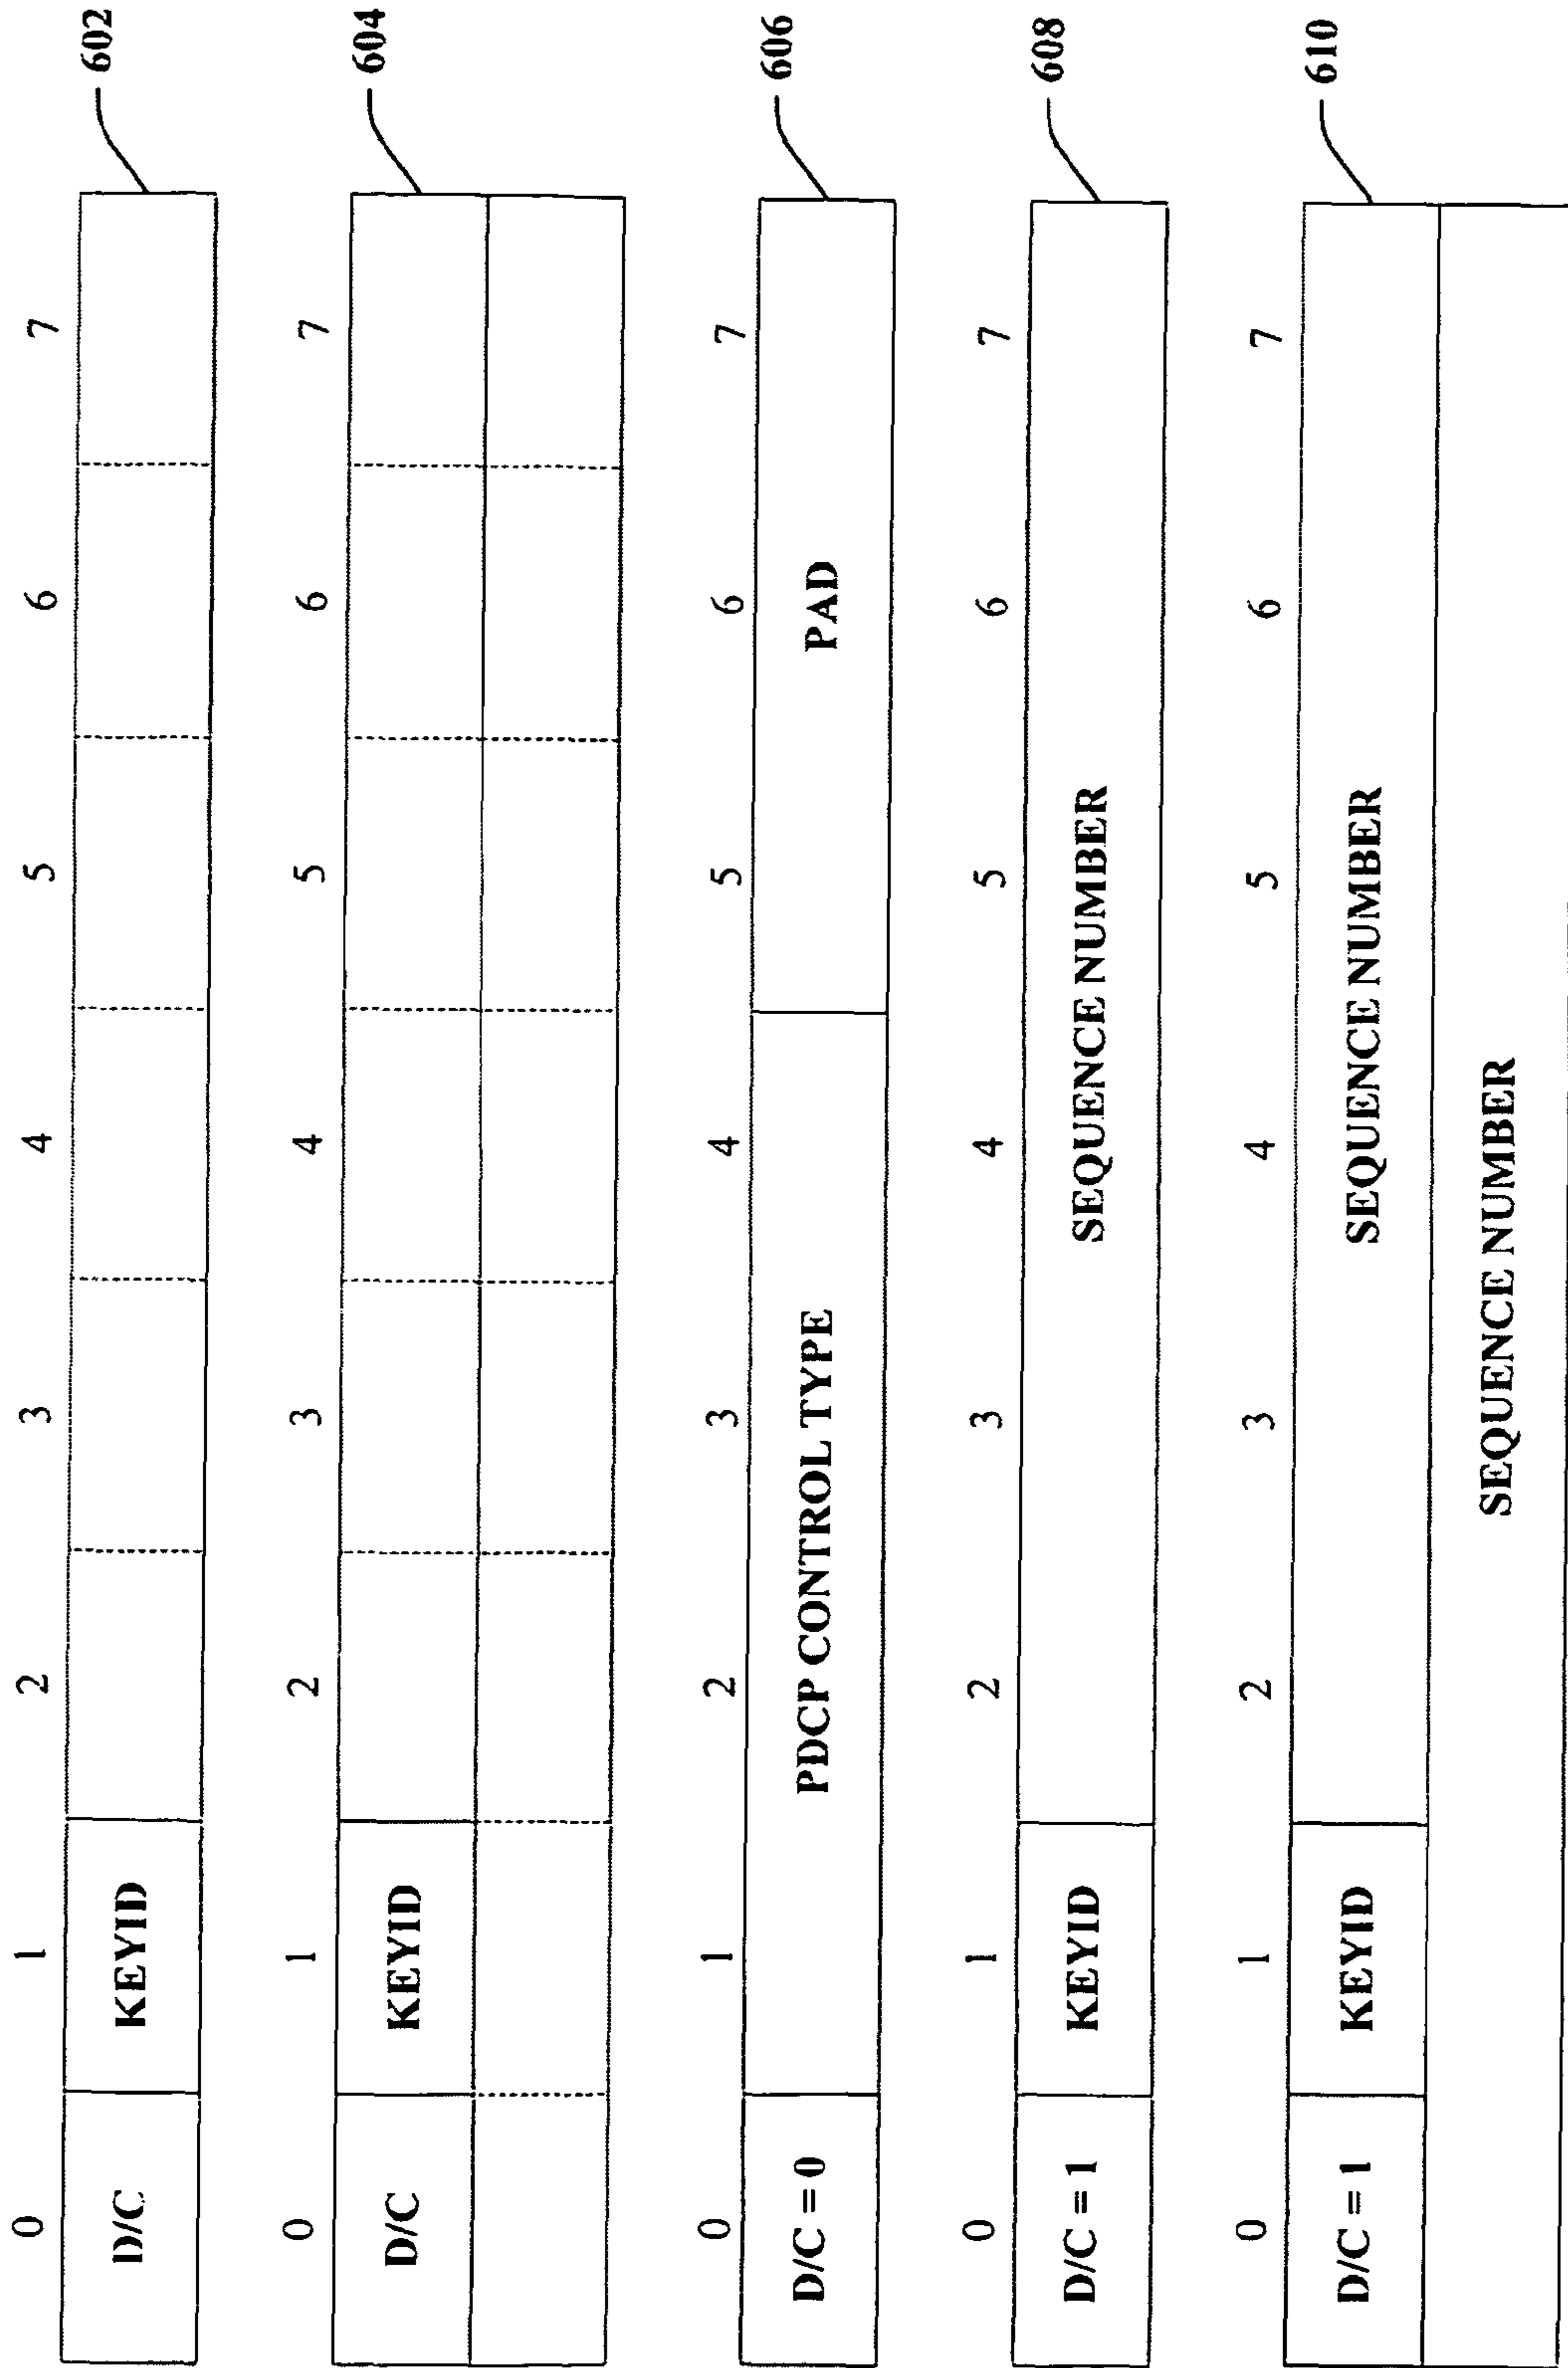 0 1 2 3 4 5 6 7
D/C KEYID
602
0 1 2 3 4 5 6 7
D/C KEYID
604
0 1 2 3 4 5 6 7
D/C = 0 PDCP CONTROL TYPE PAD
606
0 1 2 3 4 5 6 7
D/C = 1 KEYID SEQUENCE NUMBER
608
0 1 2 3 4 5 6 7
D/C = 1 KEYID SEQUENCE NUMBER
610
SEQUENCE NUMBER